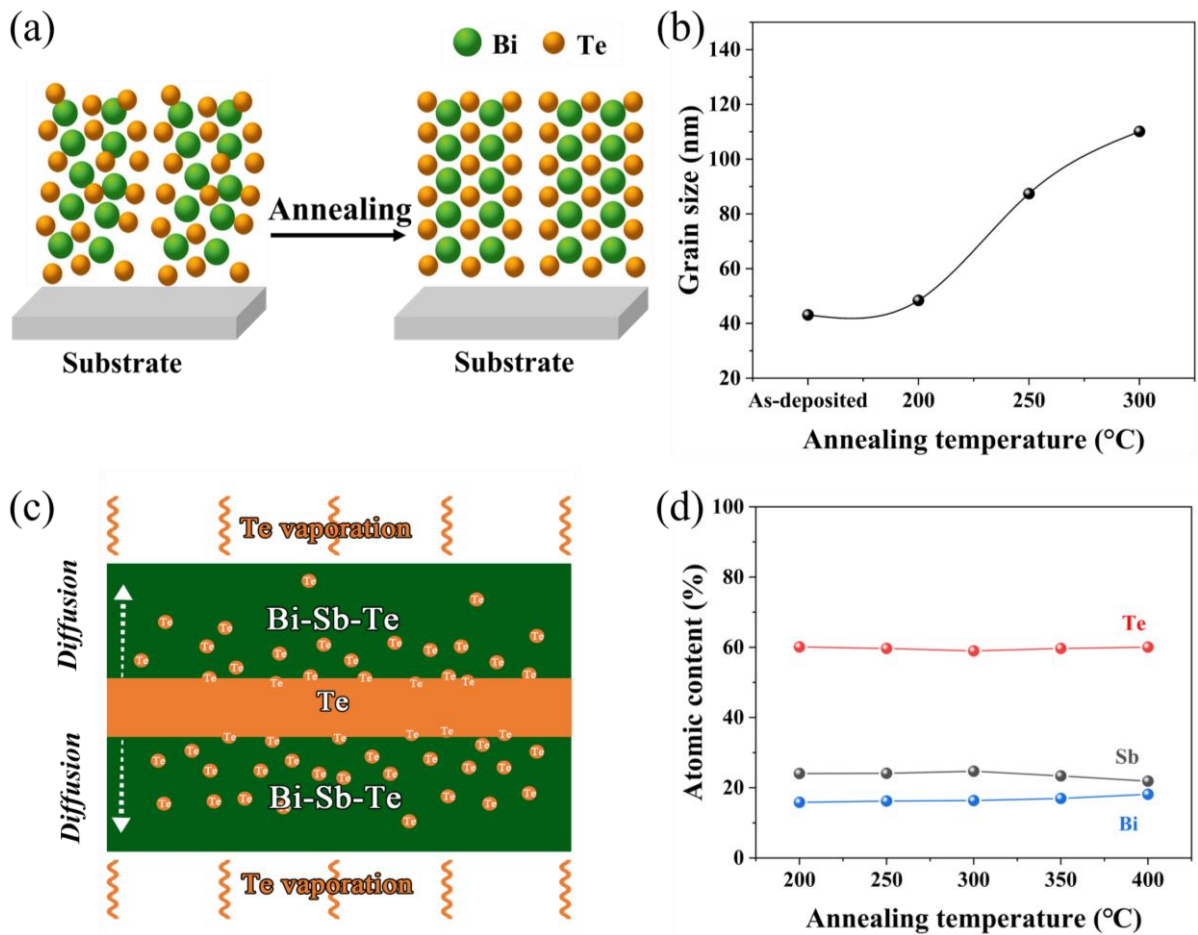 (a)
Bi Te
Annealing
Substrate
Substrate
(b)
140
120
100
80
60
40
20
Grain size (nm)
As-deposited 200 250 300
Annealing temperature (°C)
(c)
Te vaporation
Diffusion
Bi-Sb-Te
Te
Diffusion
Bi-Sb-Te
Te vaporation
(d)
100
80
60
40
20
0
Atomic content (%)
Te
Sb
Bi
200 250 300 350 400
Annealing temperature (°C)